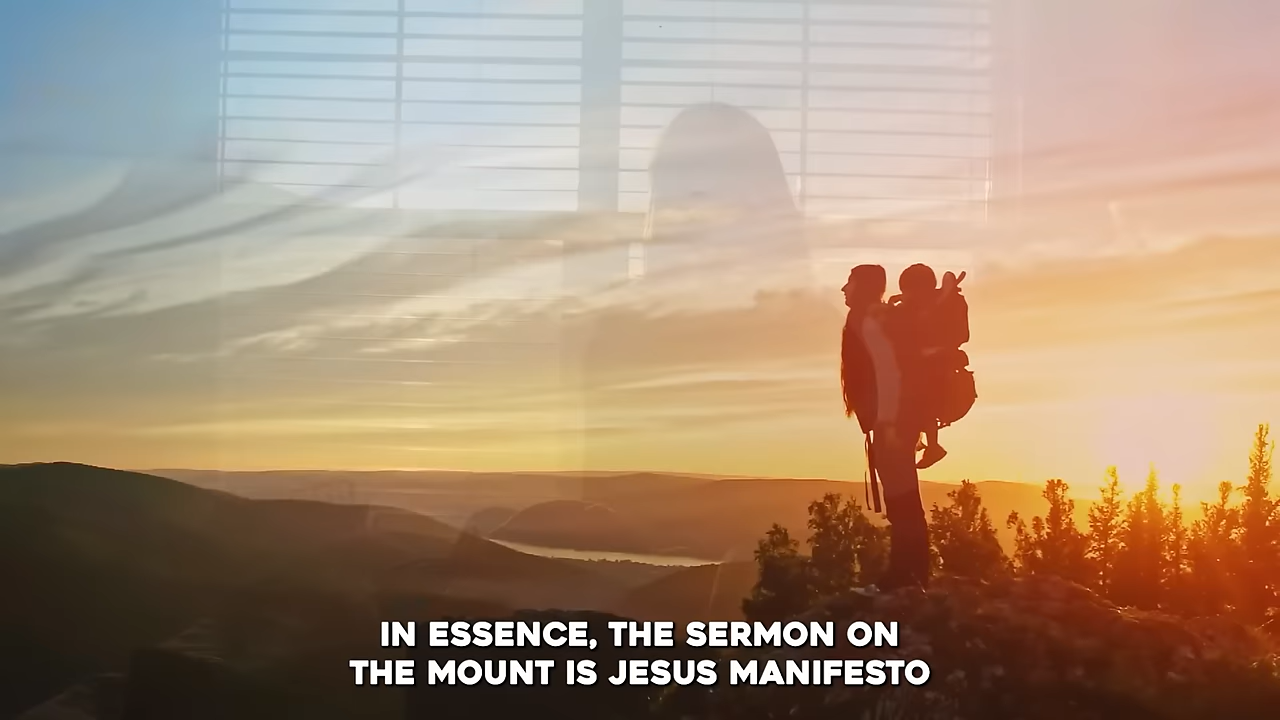 IN ESSENCE, THE SERMON ON
THE MOUNT IS JESUS MANIFESTO